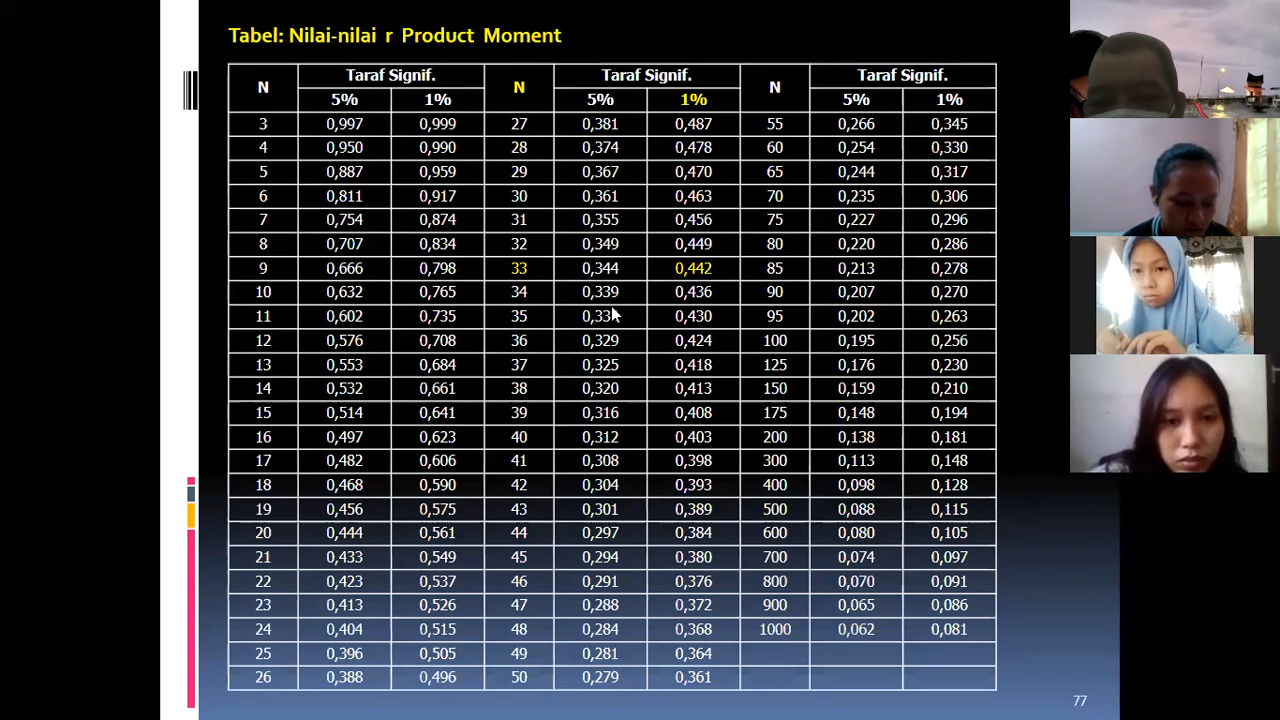 Tabel: Nilai-nilai r Product Moment
N Taraf Signif. N Taraf Signif. N Taraf Signif.
5% 1% 5% 1% 5% 1%
3 0,997 0,999 27 0,381 0,487 55 0,266 0,345
4 0,950 0,990 28 0,374 0,478 60 0,254 0,330
5 0,887 0,959 29 0,367 0,470 65 0,244 0,317
6 0,811 0,917 30 0,361 0,463 70 0,235 0,306
7 0,754 0,874 31 0,355 0,456 75 0,227 0,296
8 0,707 0,834 32 0,349 0,449 80 0,220 0,286
9 0,666 0,798 33 0,344 0,442 85 0,213 0,278
10 0,632 0,765 34 0,339 0,436 90 0,207 0,270
11 0,602 0,735 35 0,430 95 0,202 0,263
12 0,576 0,708 36 0,329 0,424 100 0,195 0,256
13 0,553 0,684 37 0,325 0,418 125 0,176 0,230
14 0,532 0,661 38 0,320 0,413 150 0,159 0,210
15 0,514 0,641 39 0,316 0,408 175 0,148 0,194
16 0,497 0,623 40 0,312 0,403 200 0,138 0,181
17 0,482 0,606 41 0,308 0,398 300 0,113 0,148
18 0,468 0,590 42 0,304 0,393 400 0,098 0,128
19 0,456 0,575 43 0,301 0,389 500 0,088 0,115
20 0,444 0,561 44 0,297 0,384 600 0,080 0,105
21 0,433 0,549 45 0,294 0,380 700 0,074 0,097
22 0,423 0,537 46 0,291 0,376 800 0,070 0,091
23 0,413 0,526 47 0,288 0,372 900 0,065 0,086
24 0,404 0,515 48 0,284 0,368 1000 0,062 0,081
25 0,396 0,505 49 0,281 0,364
26 0,388 0,496 50 0,279 0,361
77